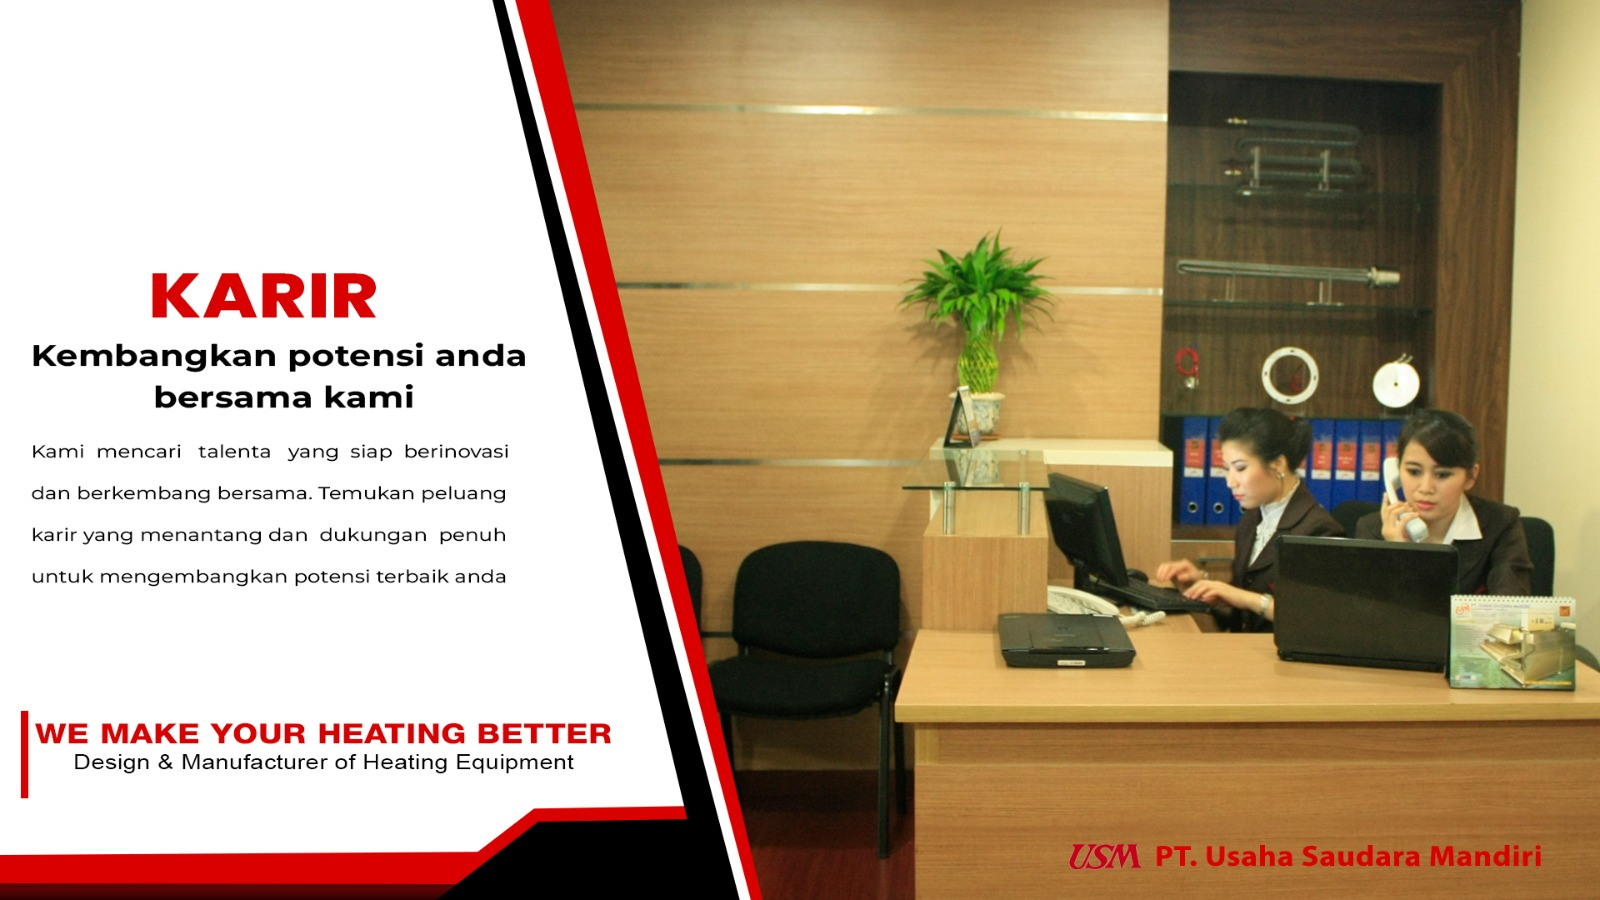 KARIR
Kembangkan potensi anda
bersama kami
Kami mencari talenta yang siap berinovasi
dan berkembang bersama. Temukan peluang
karir yang menantang dan dukungan penuh
untuk mengembangkan potensi terbaik anda
WE MAKE YOUR HEATING BETTER
Design & Manufacturer of Heating Equipment
USM PT. Usaha Saudara Mandiri